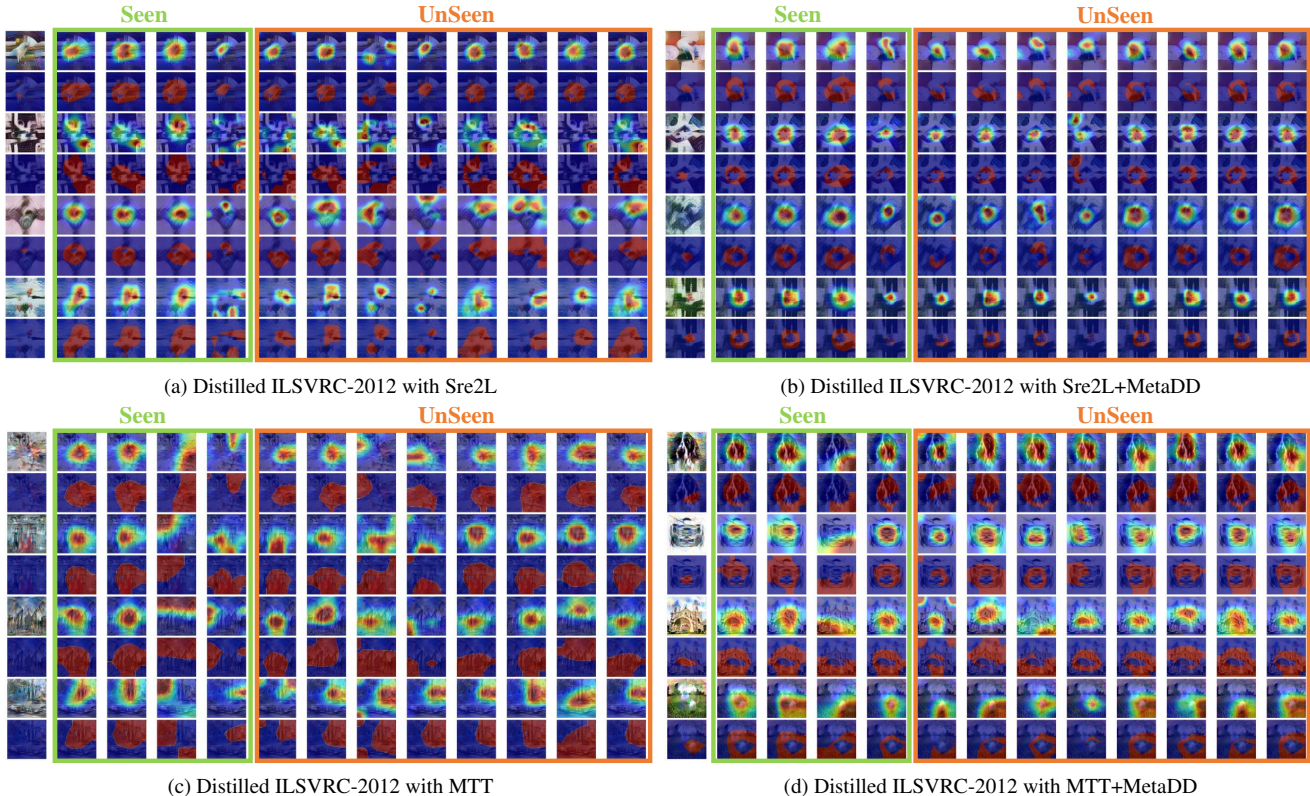 Seen UnSeen
Seen UnSeen
(a) Distilled ILSVRC-2012 with Sre2L
(b) Distilled ILSVRC-2012 with Sre2L+MetaDD
Seen UnSeen
Seen UnSeen
(c) Distilled ILSVRC-2012 with MTT
(d) Distilled ILSVRC-2012 with MTT+MetaDD